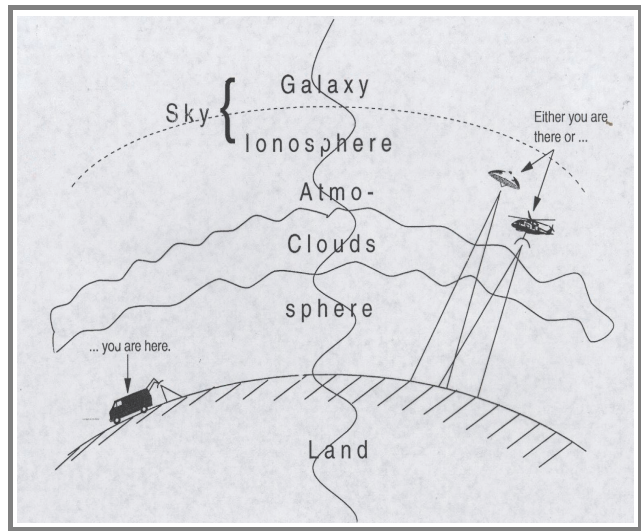 Galaxy
Sky {
Either you are
there or ...
Ionosphere
Atmo-
Clouds
sphere
... you are here.
Land